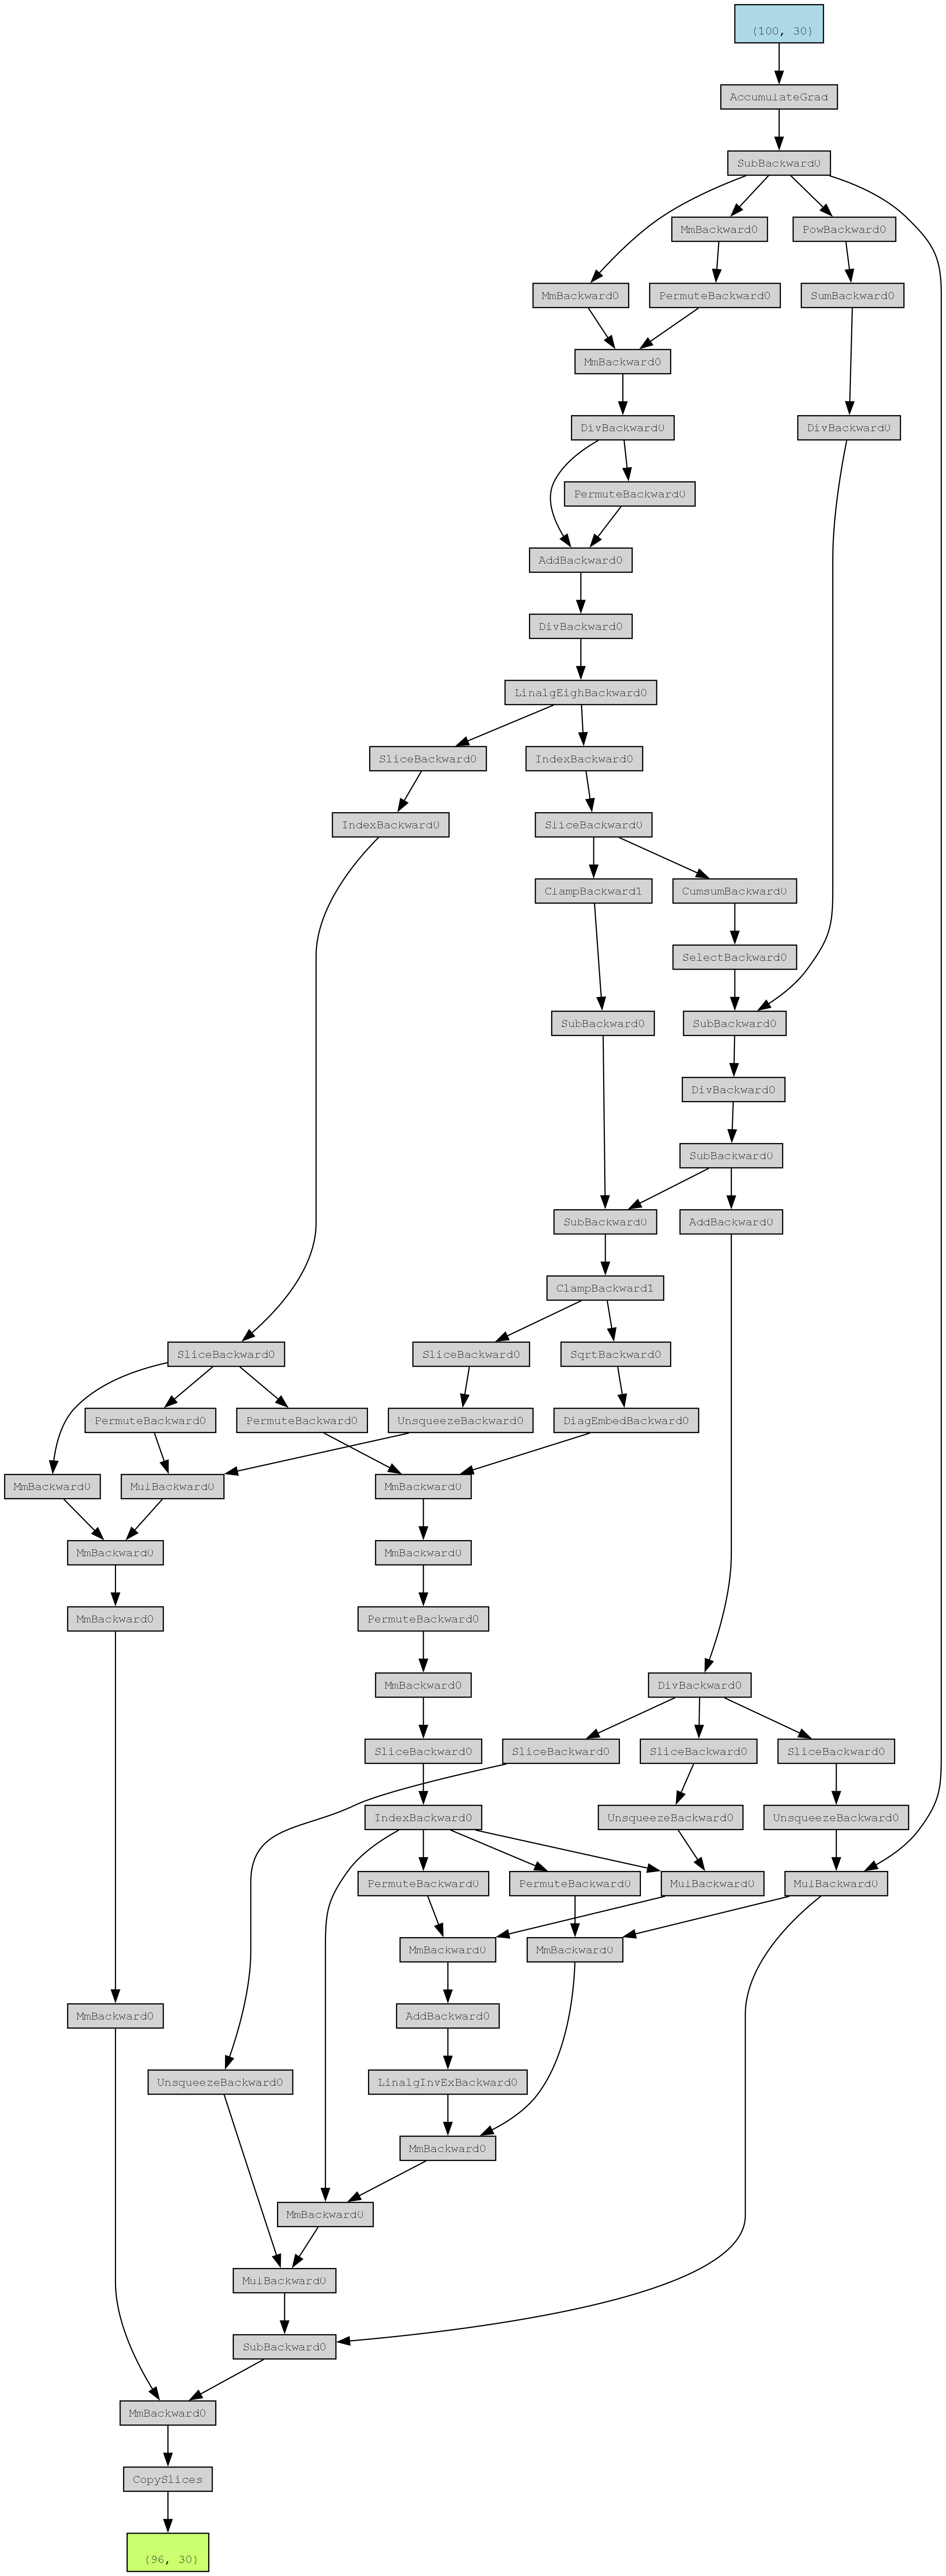 (100, 30)
AccumulateGrad
SubBackward0
MmBackward0 PowBackward0
MmBackward0 PermuteBackward0 SumBackward0
MmBackward0
DivBackward0 DivBackward0
PermuteBackward0
AddBackward0
DivBackward0
LinalgEighBackward0
SliceBackward0 IndexBackward0
IndexBackward0 SliceBackward0
ClampBackward1 CumsumBackward0
SelectBackward0
SubBackward0 SubBackward0
DivBackward0
SubBackward0
SubBackward0 AddBackward0
ClampBackward1
SliceBackward0 SliceBackward0 SqrtBackward0
PermuteBackward0 PermuteBackward0 UnsqueezeBackward0 DiagEmbedBackward0
MmBackward0 MulBackward0 MmBackward0
MmBackward0 MmBackward0
MmBackward0 PermuteBackward0
MmBackward0 DivBackward0
SliceBackward0 SliceBackward0 SliceBackward0 SliceBackward0
IndexBackward0 UnsqueezeBackward0 UnsqueezeBackward0
PermuteBackward0 PermuteBackward0 MulBackward0 MulBackward0
MmBackward0 MmBackward0
MmBackward0 AddBackward0
UnsqueezeBackward0 LinalgInvExBackward0
MmBackward0
MmBackward0
MulBackward0
SubBackward0
MmBackward0
CopySlices
(96, 30)